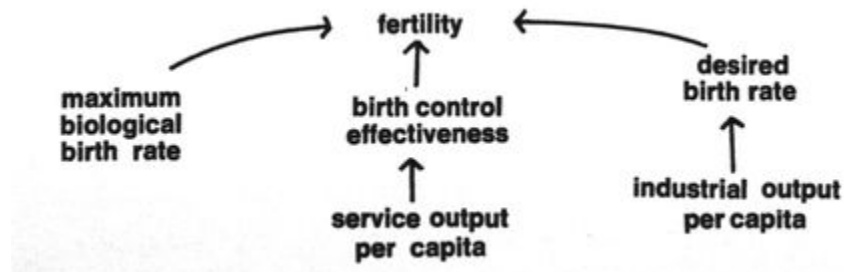 fertility
maximum
biological
birth rate
birth control
effectiveness
desired
birth rate
service output
per capita
industrial output
per capita